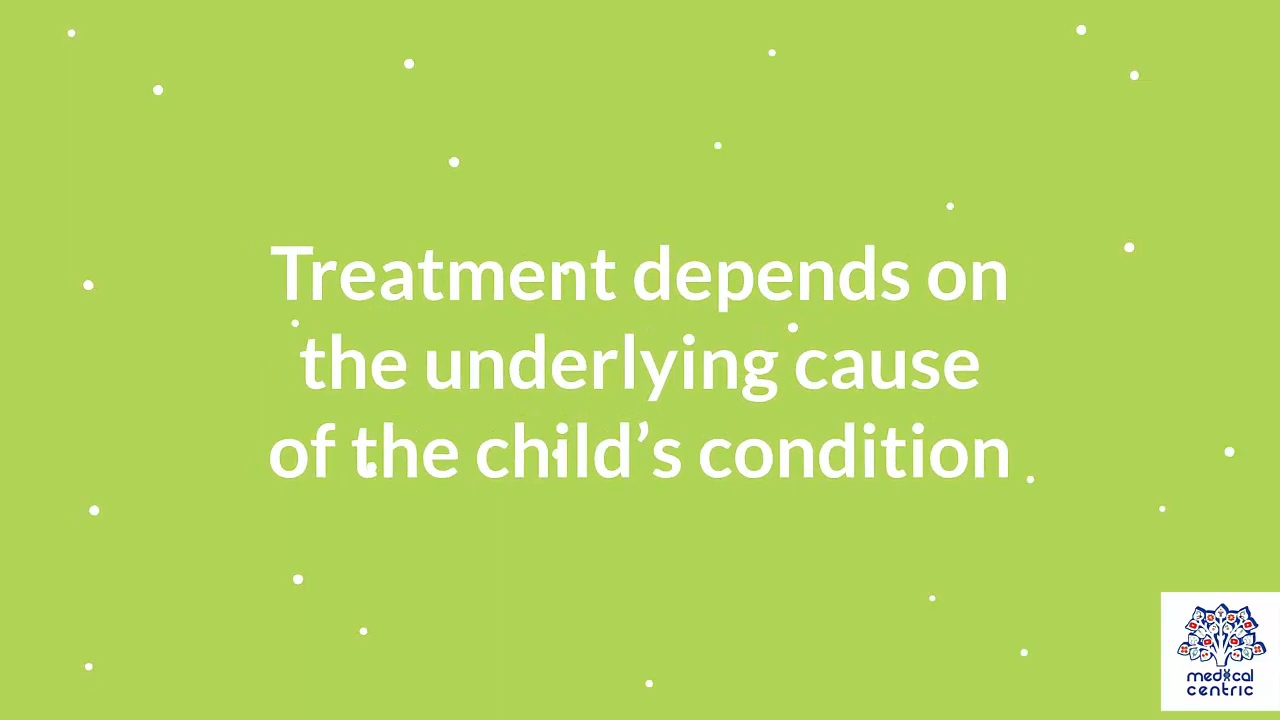 Treatment depends on
the underlying cause
of the child’s condition
medical
centric